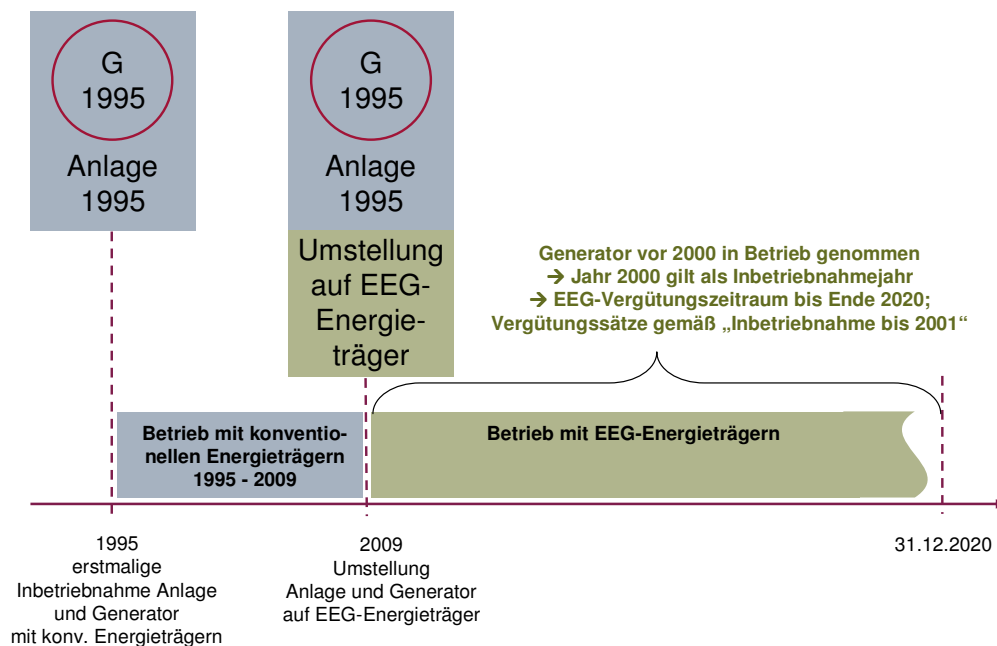 G
1995
Anlage
1995
G
1995
Anlage
1995
Umstellung
auf EEG-
Energie-
träger
Generator vor 2000 in Betrieb genommen
→ Jahr 2000 gilt als Inbetriebnahmejahr
→ EEG-Vergütungszeitraum bis Ende 2020;
Vergütungssätze gemäß „Inbetriebnahme bis 2001“
Betrieb mit konventio-
nellen Energieträgern
1995 - 2009
Betrieb mit EEG-Energieträgern
1995
erstmalige
Inbetriebnahme Anlage
und Generator
mit konv. Energieträgern
2009
Umstellung
Anlage und Generator
auf EEG-Energieträger
31.12.2020